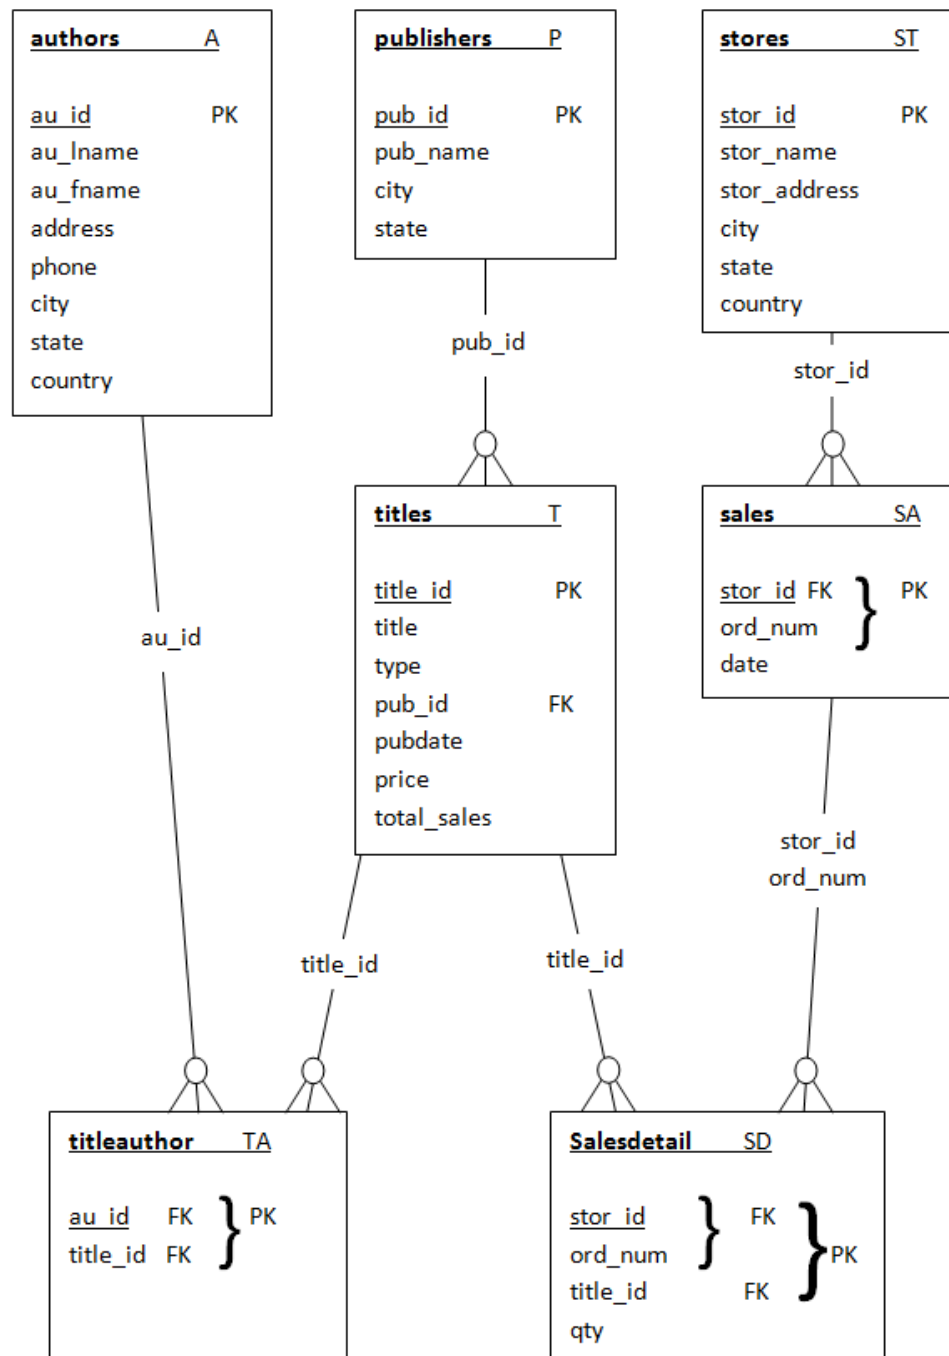 authors A
au_id PK
au_lname
au_fname
address
phone
city
state
country
publishers P
pub_id PK
pub_name
city
state
stores ST
stor_id PK
stor_name
stor_address
city
state
country
pub_id
stor_id
au_id
titles T
title_id PK
title
type
pub_id FK
pubdate
price
total_sales
sales SA
stor_id FK } PK
ord_num
date
title_id
title_id
stor_id
ord_num
titleauthor TA
au_id FK } PK
title_id FK
Salesdetail SD
stor_id } FK
ord_num } PK
title_id FK
qty